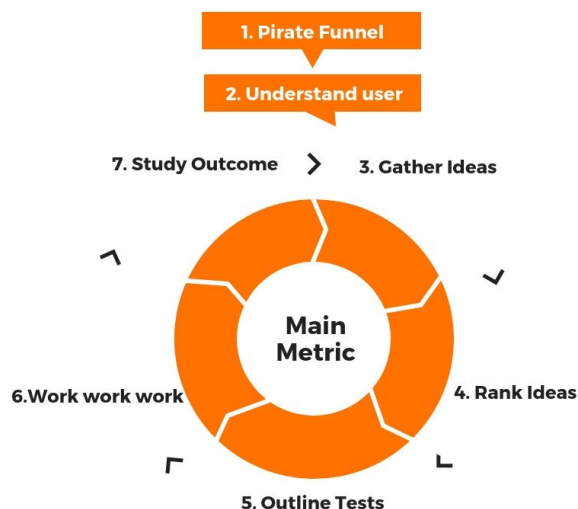 1. Pirate Funnel
2. Understand user
7. Study Outcome
3. Gather Ideas
Main
Metric
6.Work work work
4. Rank Ideas
5. Outline Tests